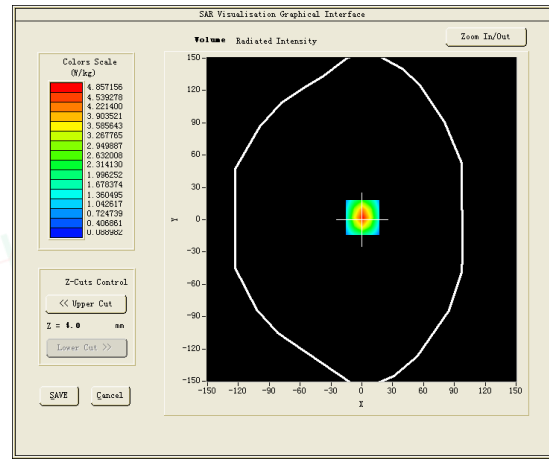 SAR Visualisation Graphical Interface
Volume Radiated Intensity
Zoom In/Out
Colors Scale
(W/kg)
4.857156
4.539278
4.221400
3.903521
3.585643
3.267765
2.949887
2.632008
2.314130
1.996252
1.678374
1.360495
1.042617
0.724739
0.406861
0.088982
Z-Cuts Control
<< Upper Cut
Z = 4.0 mm
Lower Cut >>
SAVE Cancel
150
120
90
60
30
0
-30
-60
-90
-120
-150
Y
-150 -120 -90 -60 -30 0 30 60 90 120 150
X